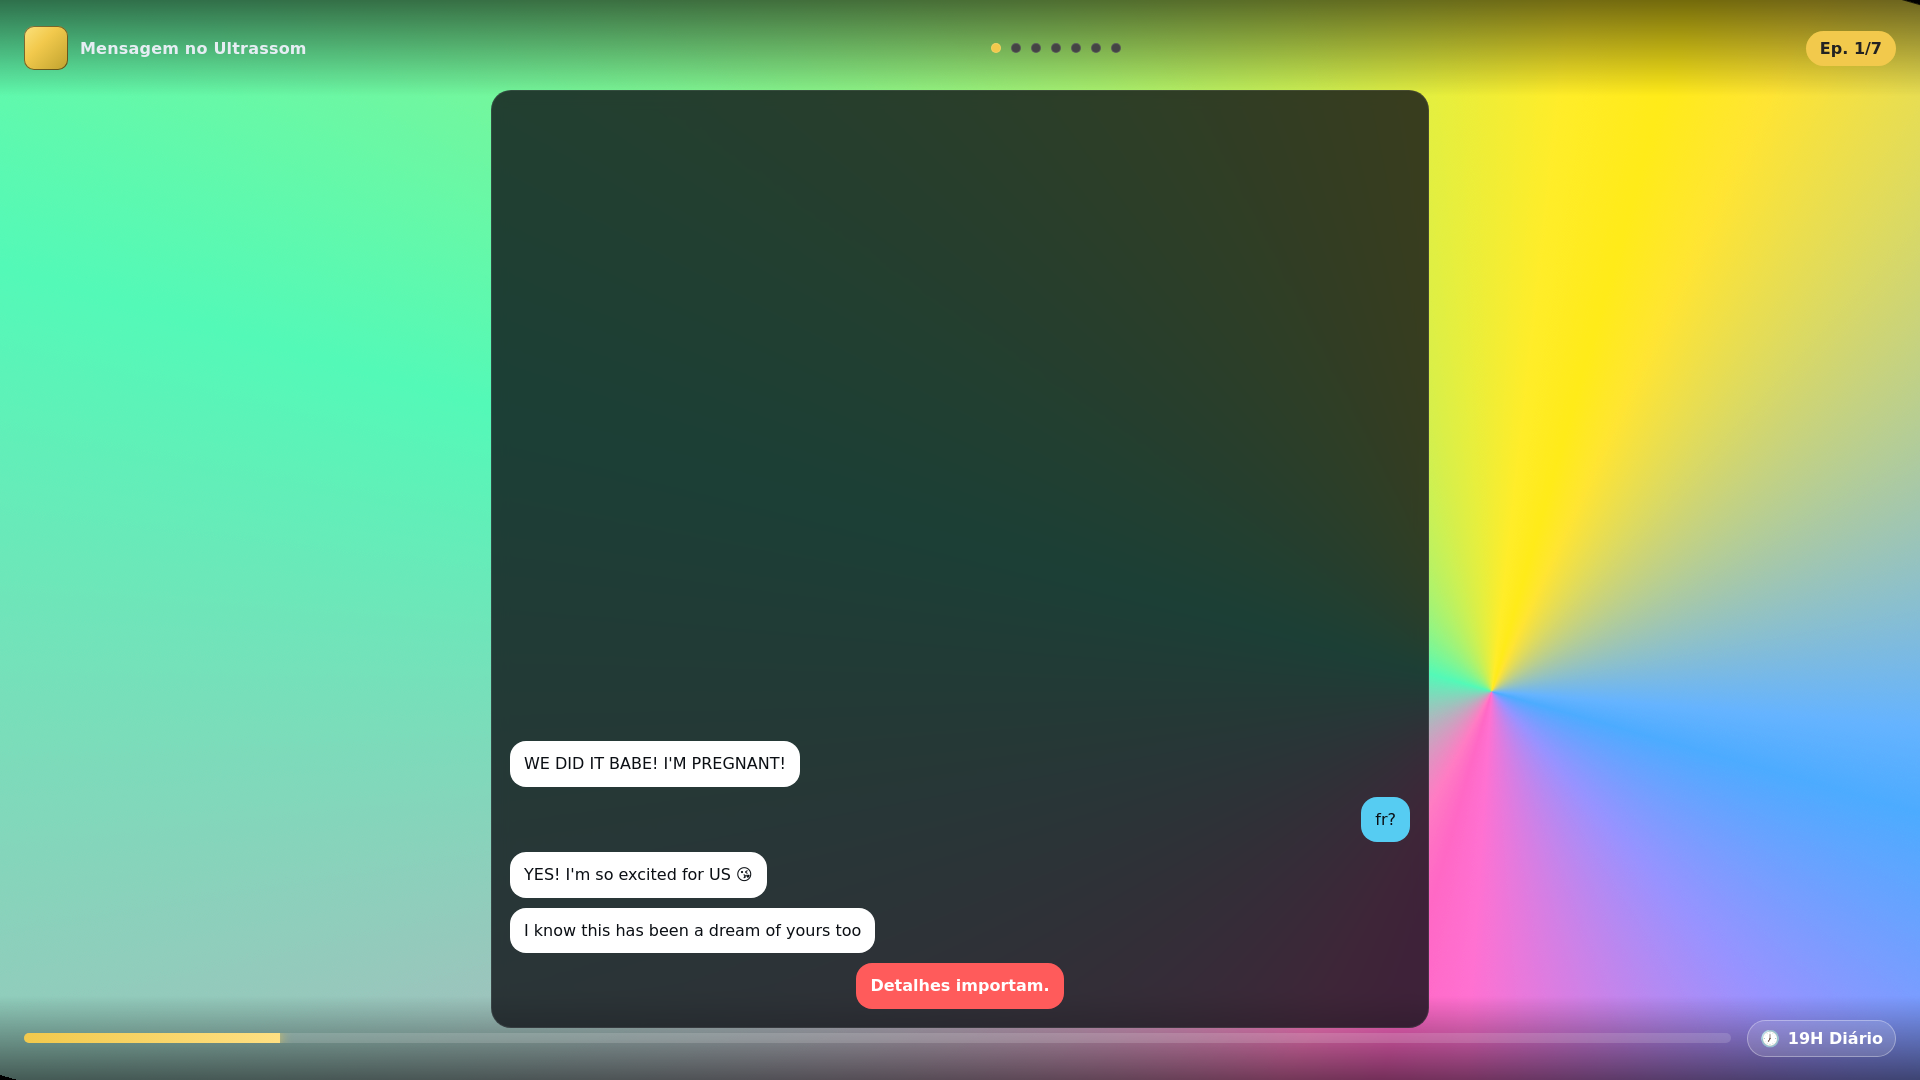 Mensagem no Ultrassom
Ep. 1/7
WE DID IT BABE! I'M PREGNANT!
fr?
YES! I'm so excited for US 😘
I know this has been a dream of yours too
Detalhes importam.
🕖 19H Diário